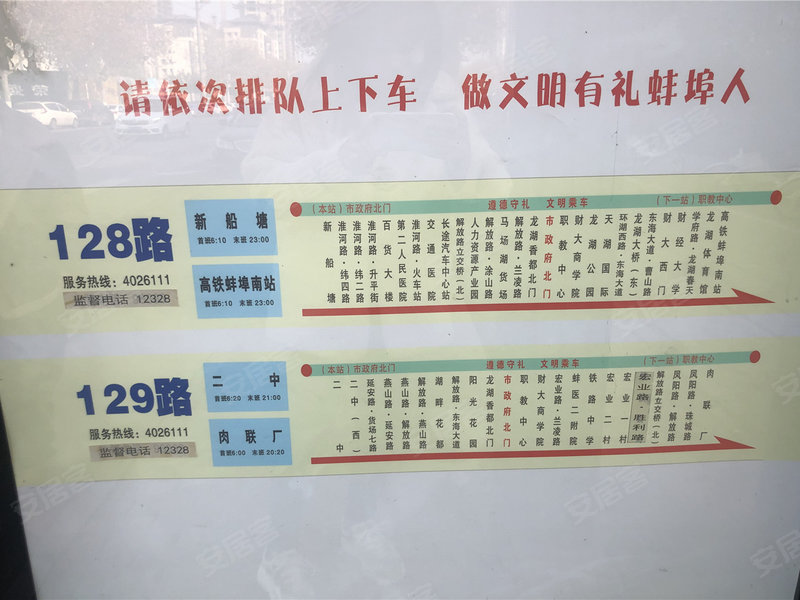 请依次排队上下车 做文明有礼蚌埠人
128路
服务热线：4026111
监督电话 12328
新船塘
首班6:10 末班23:00
高铁蚌埠南站
首班6:10 末班23:00
（本站）市政府北门 遵德守礼 文明乘车 （下一站）职教中心
新船塘
淮河路·纬四路
淮河路·纬二路
淮河路·升平街
百货大楼
第二人民医院
淮河路·火车站
交通医院
长途汽车中心站
解放路立交桥（北）
人力资源产业园
解放路·涂山路
马场湖货场
解放路·兰凌路
龙湖香都北门
市政府北门
职教中心
财大商学院
龙湖公园
天湖国际
环湖西路·东海大道
龙湖大桥（东）
东海大道·曹山路
财大西门
财经大学
学府路·龙湖春天
龙湖体育馆
高铁蚌埠南站
129路
服务热线：4026111
监督电话 12328
二中
首班6:20 末班21:00
肉联厂
首班6:00 末班20:20
（本站）市政府北门 遵德守礼 文明乘车 （下一站）职教中心
二中
二中（西）
延安路·货场七路
燕山路·延安路
燕山路·解放路
解放路·燕山路
湖畔花都
解放路·东海大道
阳光花园
龙湖香都北门
市政府北门
职教中心
财大商学院
宏业路·兰凌路
蚌医二附院
铁路中学
宏业二村
宏业一村
宏业路·胜利路
解放路立交桥（北）
凤阳路·解放路
凤阳路·珠城路
肉联厂
安居客